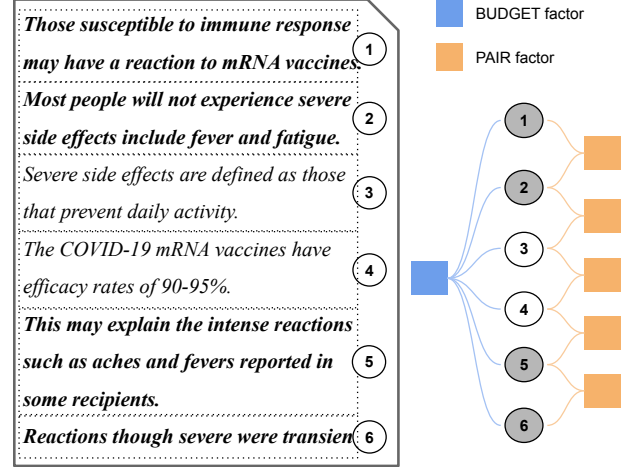 Those susceptible to immune response
may have a reaction to mRNA vaccines.
1
Most people will not experience severe
side effects include fever and fatigue.
2
Severe side effects are defined as those
that prevent daily activity.
3
The COVID-19 mRNA vaccines have
efficacy rates of 90-95%.
4
This may explain the intense reactions
such as aches and fevers reported in
some recipients.
5
Reactions though severe were transien
6
BUDGET factor
PAIR factor
1
2
3
4
5
6